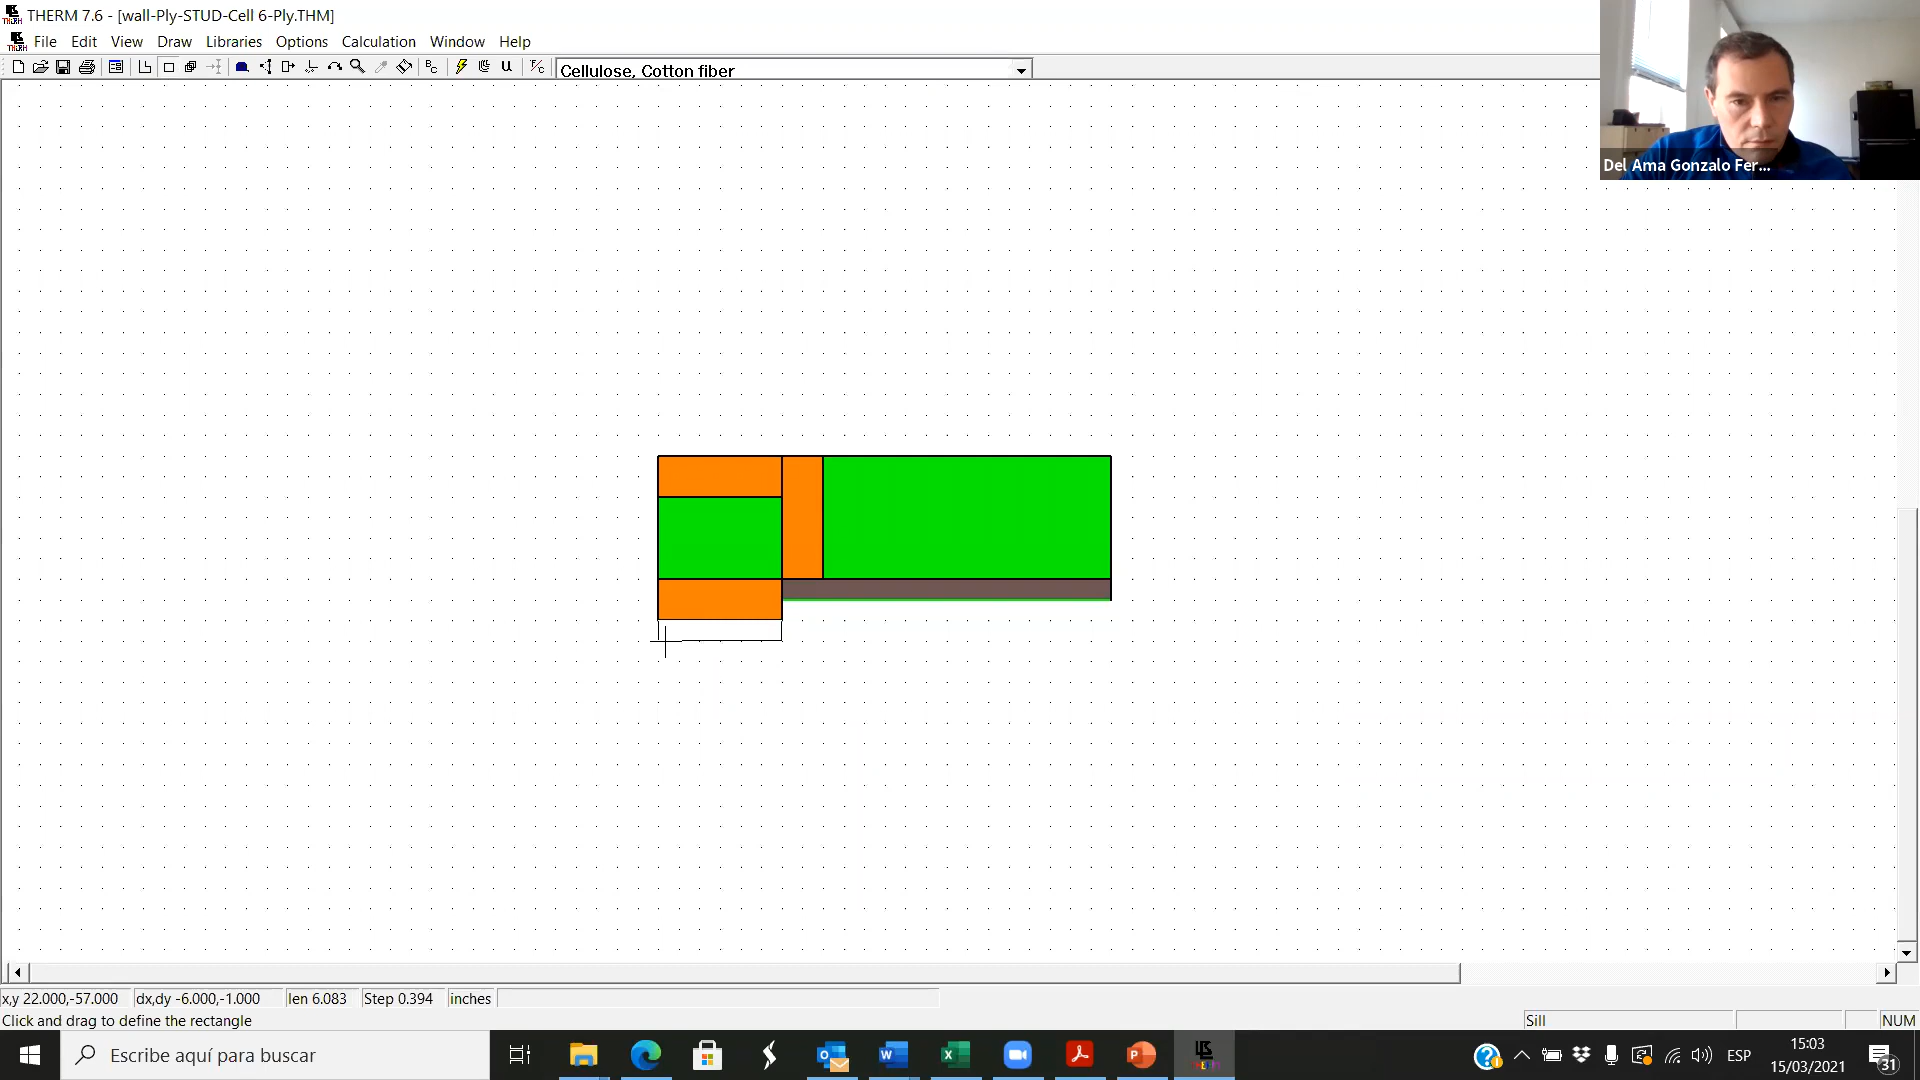 THERM 7.6 - [wall-Ply-STUD-Cell 6-Ply.THM]
File Edit View Draw Libraries Options Calculation Window Help
Cellulose, Cotton fiber
Del Ama Gonzalo Fer...
x,y 22.000,-57.000 dx,dy -6.000,-1.000 len 6.083 Step 0.394 inches
Click and drag to define the rectangle Sill NUM
Escribe aquí para buscar
ESP
15:03
15/03/2021
31